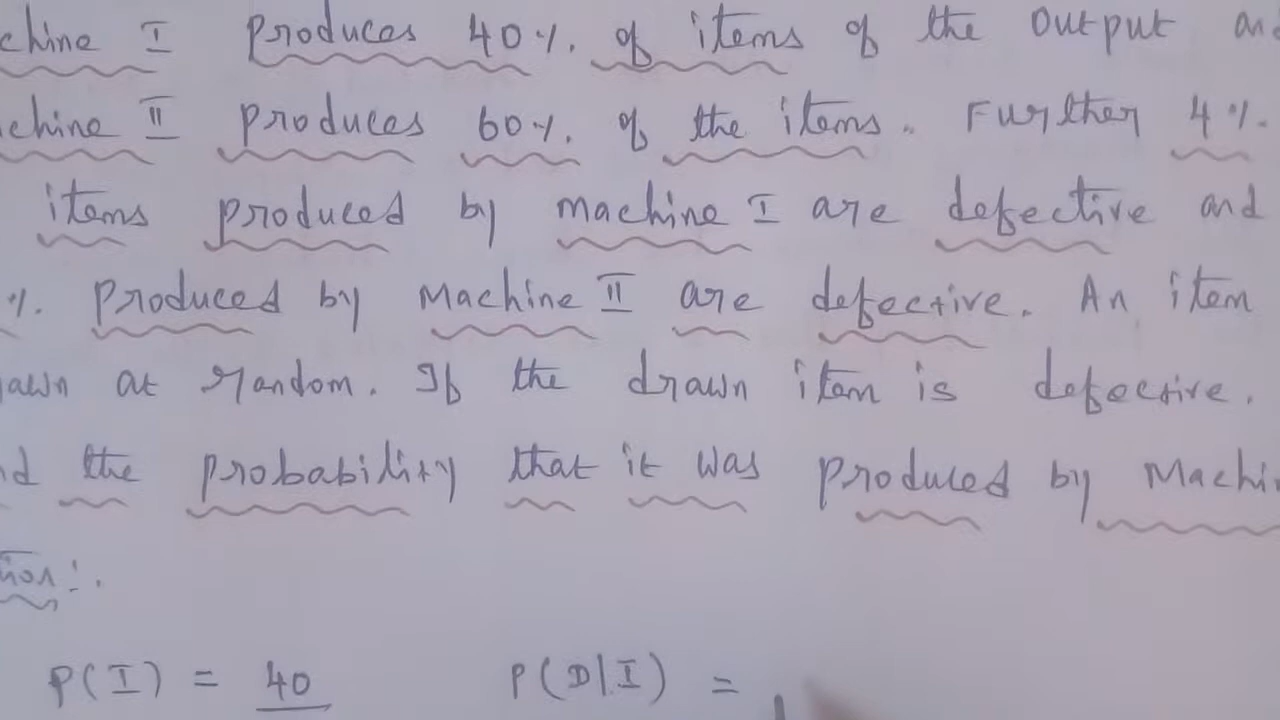 chine I produces 40%. of items of the output an
chine II produces 60%. of the items. Further 4%.
items produced by machine I are defective and
%. produced by Machine II are defective. An item
awn at random. If the drawn item is defective.
nd the probability that it was produced by Machi
tion:.
P(I) = 40 P(D|I) =